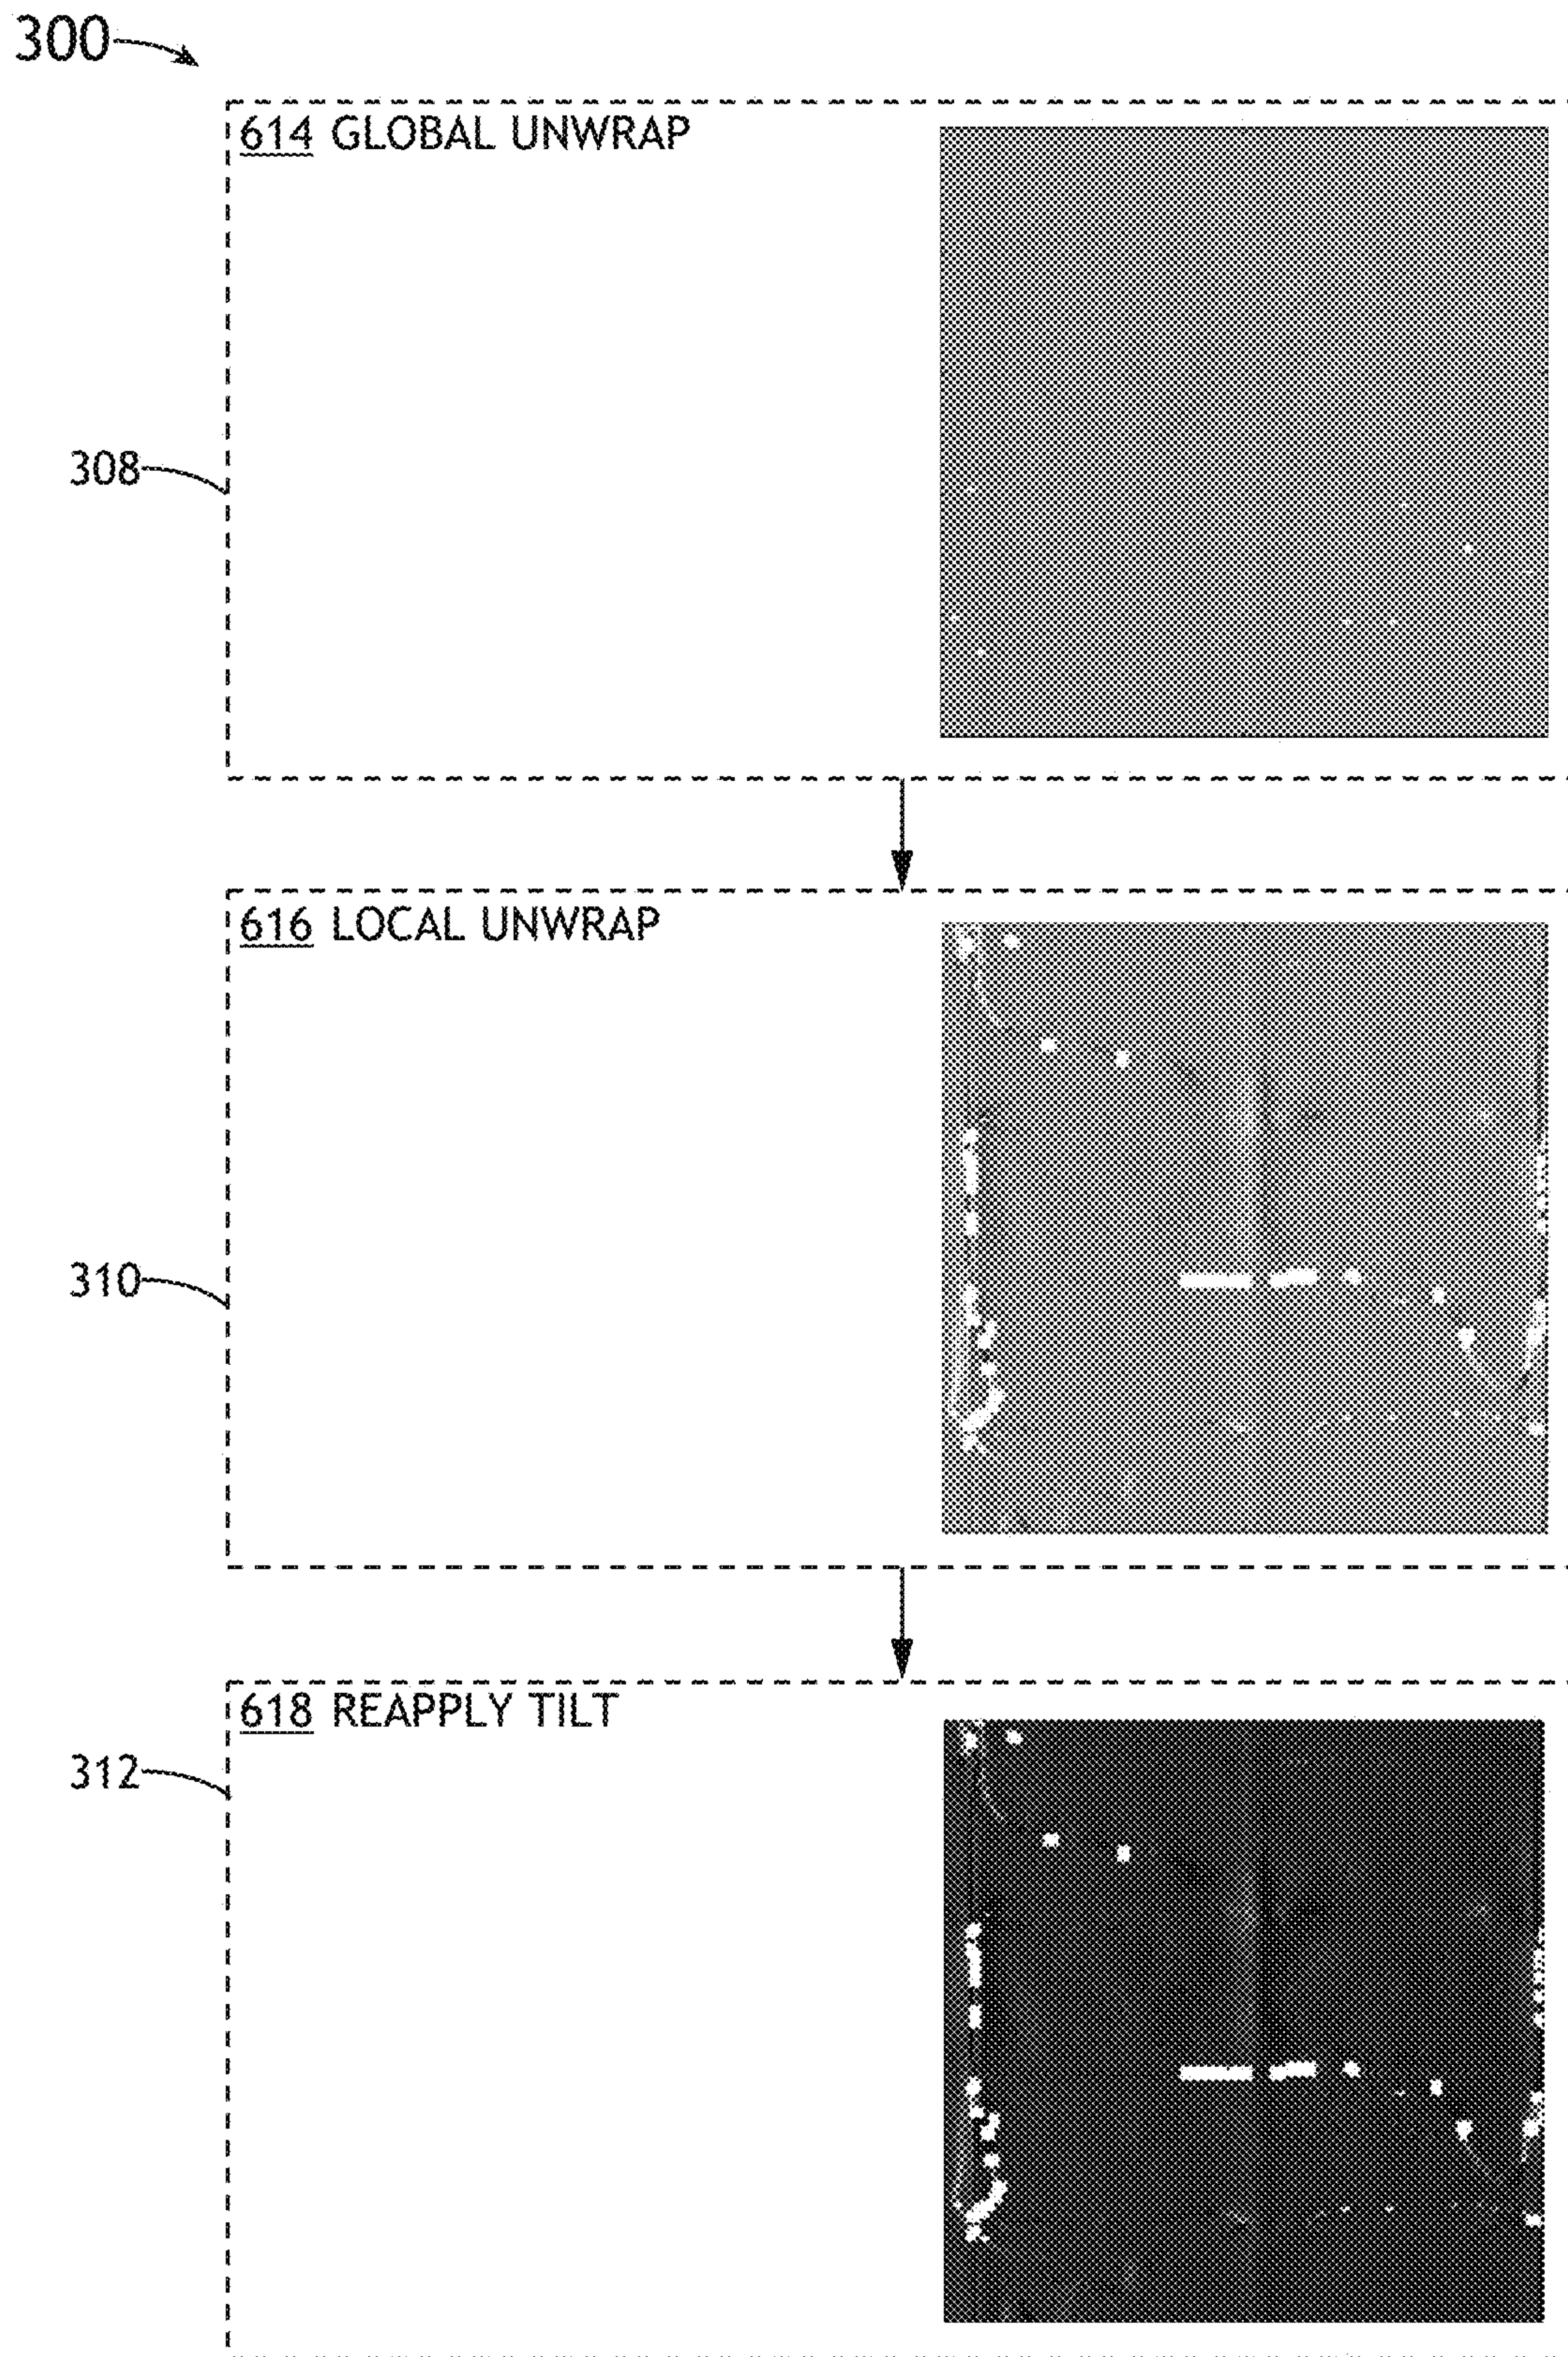 300
614 GLOBAL UNWRAP
308
616 LOCAL UNWRAP
310
618 REAPPLY TILT
312